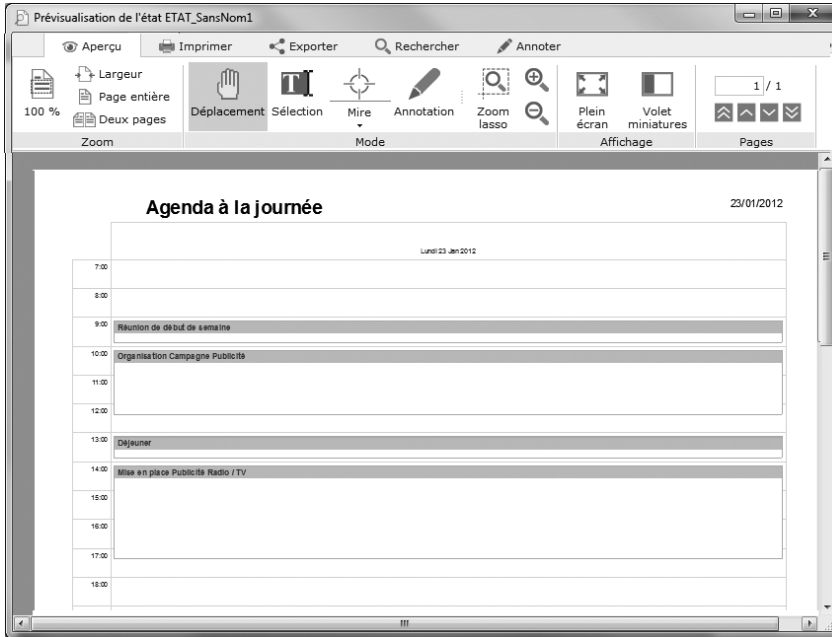 Prévisualisation de l'état ETAT_SansNom1
Aperçu Imprimer Exporter Rechercher Annoter
100 %
Largeur
Page entière
Deux pages
Zoom
Déplacement
Sélection
Mire
Annotation
Zoom
lasso
Mode
Plein
écran
Volet
miniatures
Affichage
1 / 1
Pages
Agenda à la journée
23/01/2012
Lundi 23 Jan 2012
7:00
8:00
9:00 Réunion de début de semaine
10:00 Organisation Campagne Publicité
11:00
12:00
13:00 Déjeuner
14:00 Mise en place Publicité Radio / TV
15:00
16:00
17:00
18:00